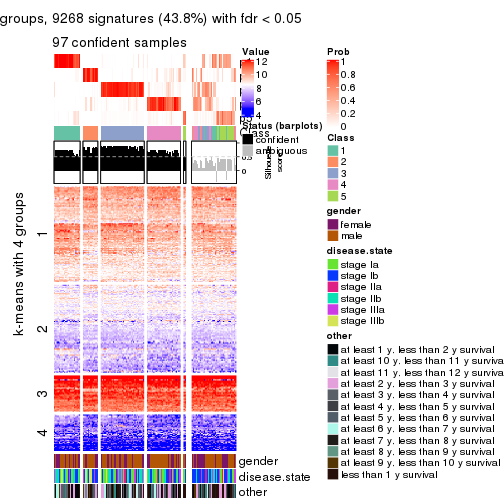 groups, 9268 signatures (43.8%) with fdr < 0.05
97 confident samples
k-means with 4 groups
1
2
3
4
Value
12
10
8
6
4
Status (barplots)
confident
ambiguous
0.5
0
Silhouette
score
gender
disease.state
other
Prob
1
0.8
0.6
0.4
0.2
0
Class
1
2
3
4
5
gender
female
male
disease.state
stage Ia
stage Ib
stage IIa
stage IIb
stage IIIa
stage IIIb
other
at least 1 y. less than 2 y survival
at least 10 y. less than 11 y surviva
at least 11 y. less than 12 y surviva
at least 2 y. less than 3 y survival
at least 3 y. less than 4 y survival
at least 4 y. less than 5 y survival
at least 5 y. less than 6 y survival
at least 6 y. less than 7 y survival
at least 7 y. less than 8 y survival
at least 8 y. less than 9 y survival
at least 9 y. less than 10 y survival
less than 1 y survival